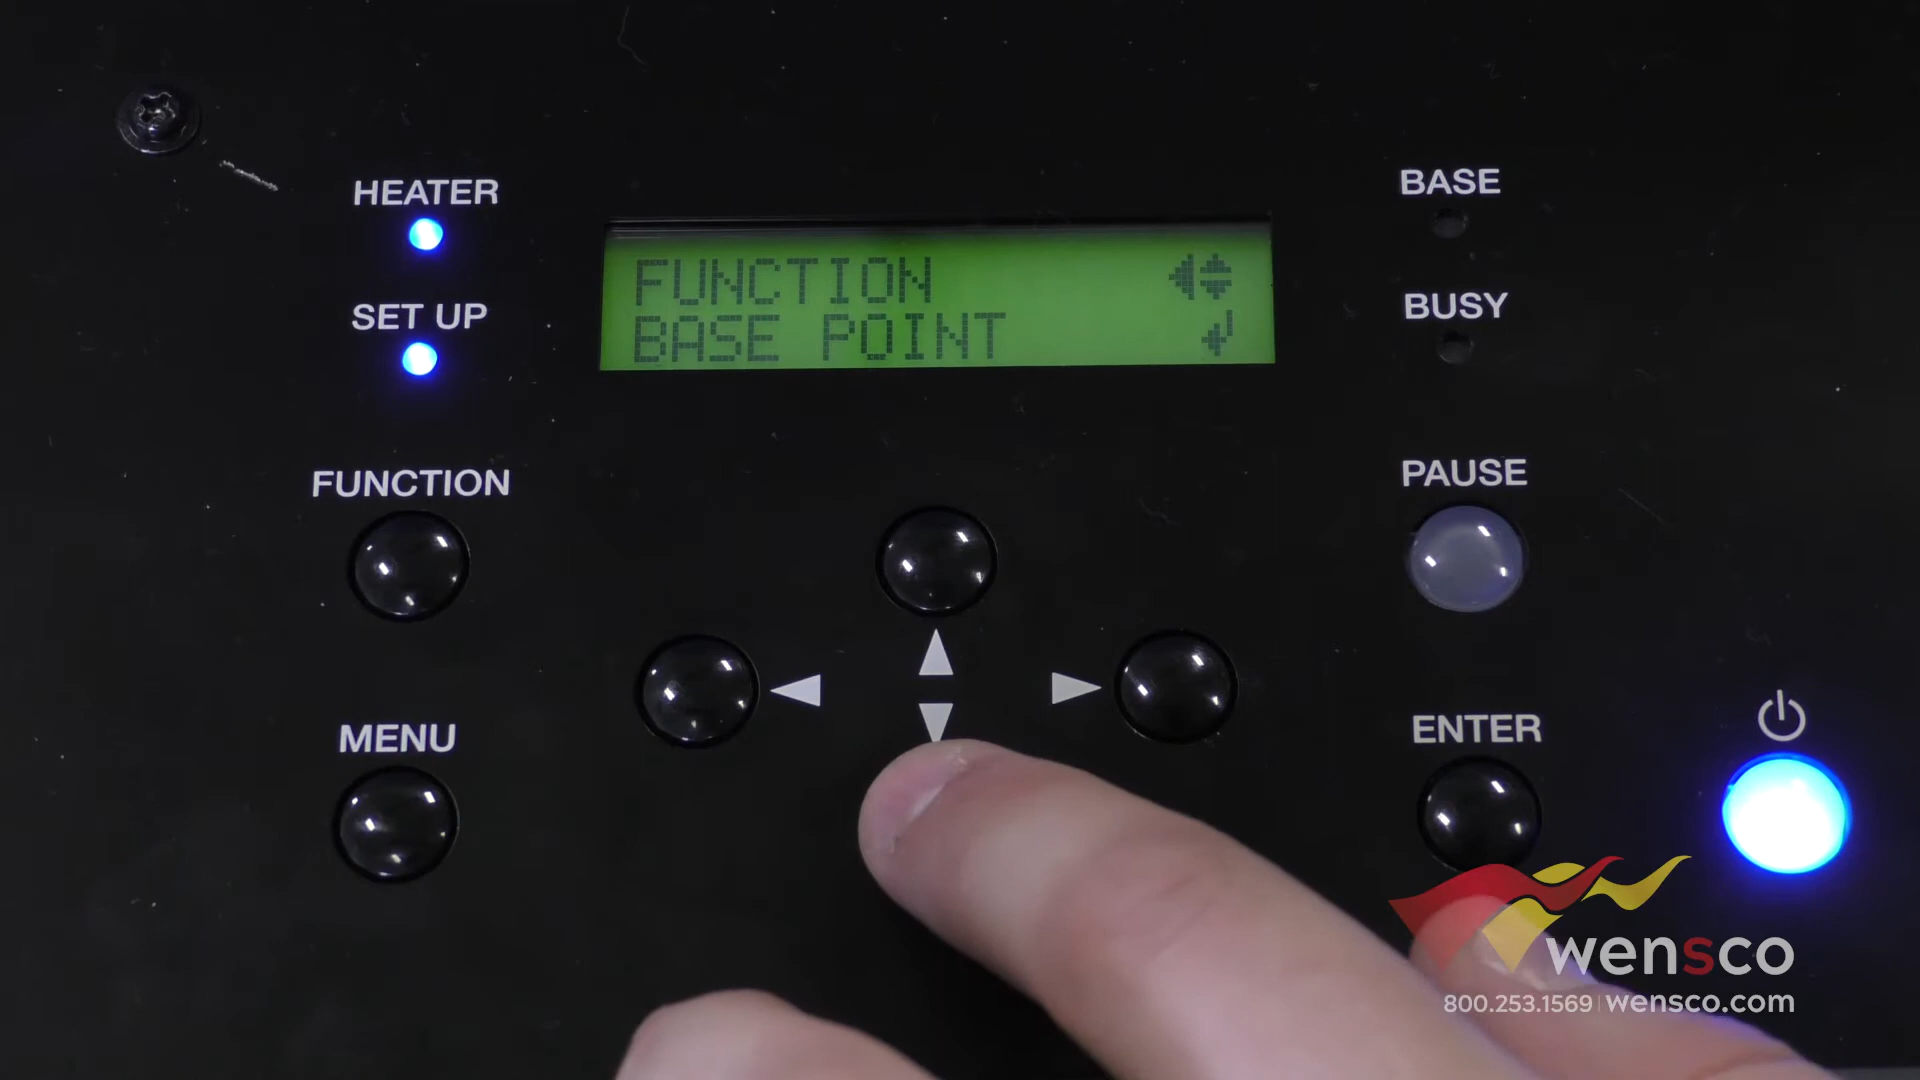 HEATER
SET UP
FUNCTION
BASE POINT
BASE
BUSY
FUNCTION
PAUSE
MENU
ENTER
wensco
800.253.1569 | wensco.com